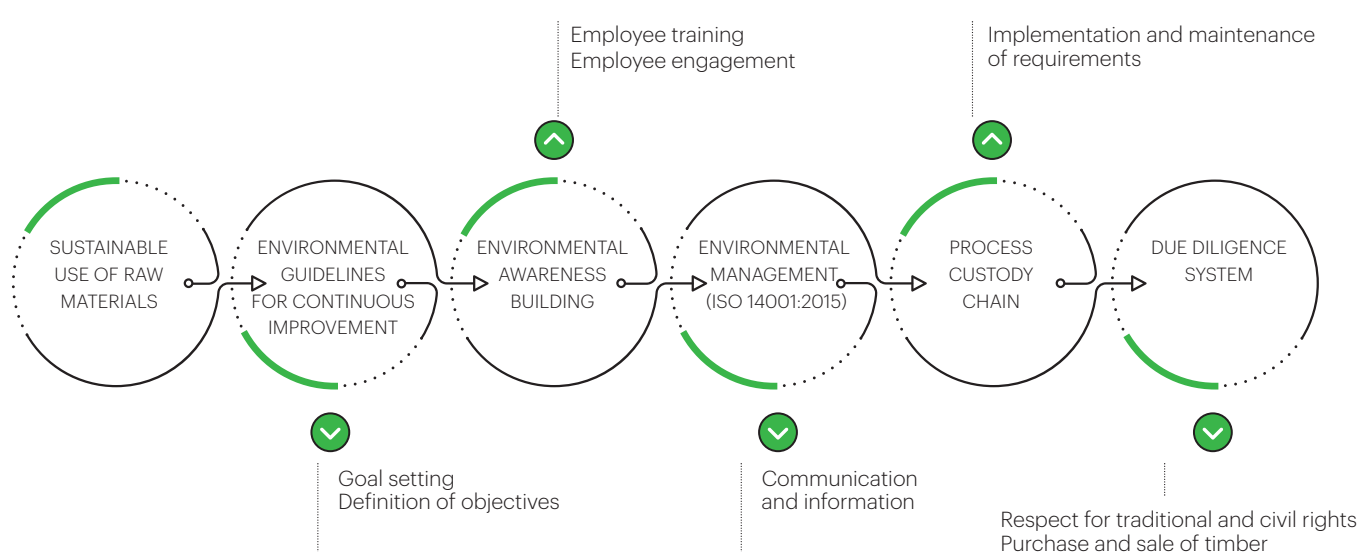 Employee training
Employee engagement
Implementation and maintenance
of requirements
SUSTAINABLE
USE OF RAW
MATERIALS
ENVIRONMENTAL
GUIDELINES
FOR CONTINUOUS
IMPROVEMENT
ENVIRONMENTAL
AWARENESS
BUILDING
ENVIRONMENTAL
MANAGEMENT
(ISO 14001:2015)
PROCESS
CUSTODY
CHAIN
DUE DILIGENCE
SYSTEM
Goal setting
Definition of objectives
Communication
and information
Respect for traditional and civil rights
Purchase and sale of timber